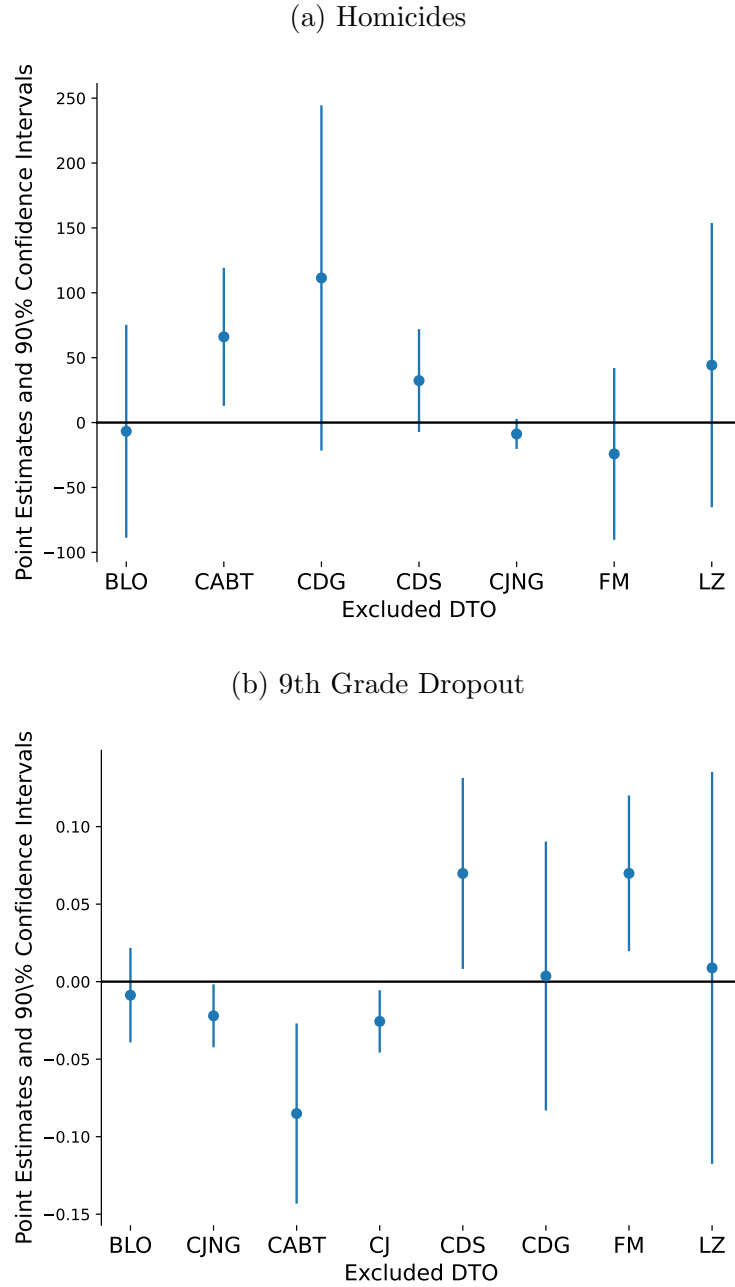 (a) Homicides
Point Estimates and 90\% Confidence Intervals
250
200
150
100
50
0
−50
−100
BLO CABT CDG CDS CJNG FM LZ
Excluded DTO
(b) 9th Grade Dropout
Point Estimates and 90\% Confidence Intervals
0.10
0.05
0.00
−0.05
−0.10
−0.15
BLO CJNG CABT CJ CDS CDG FM LZ
Excluded DTO